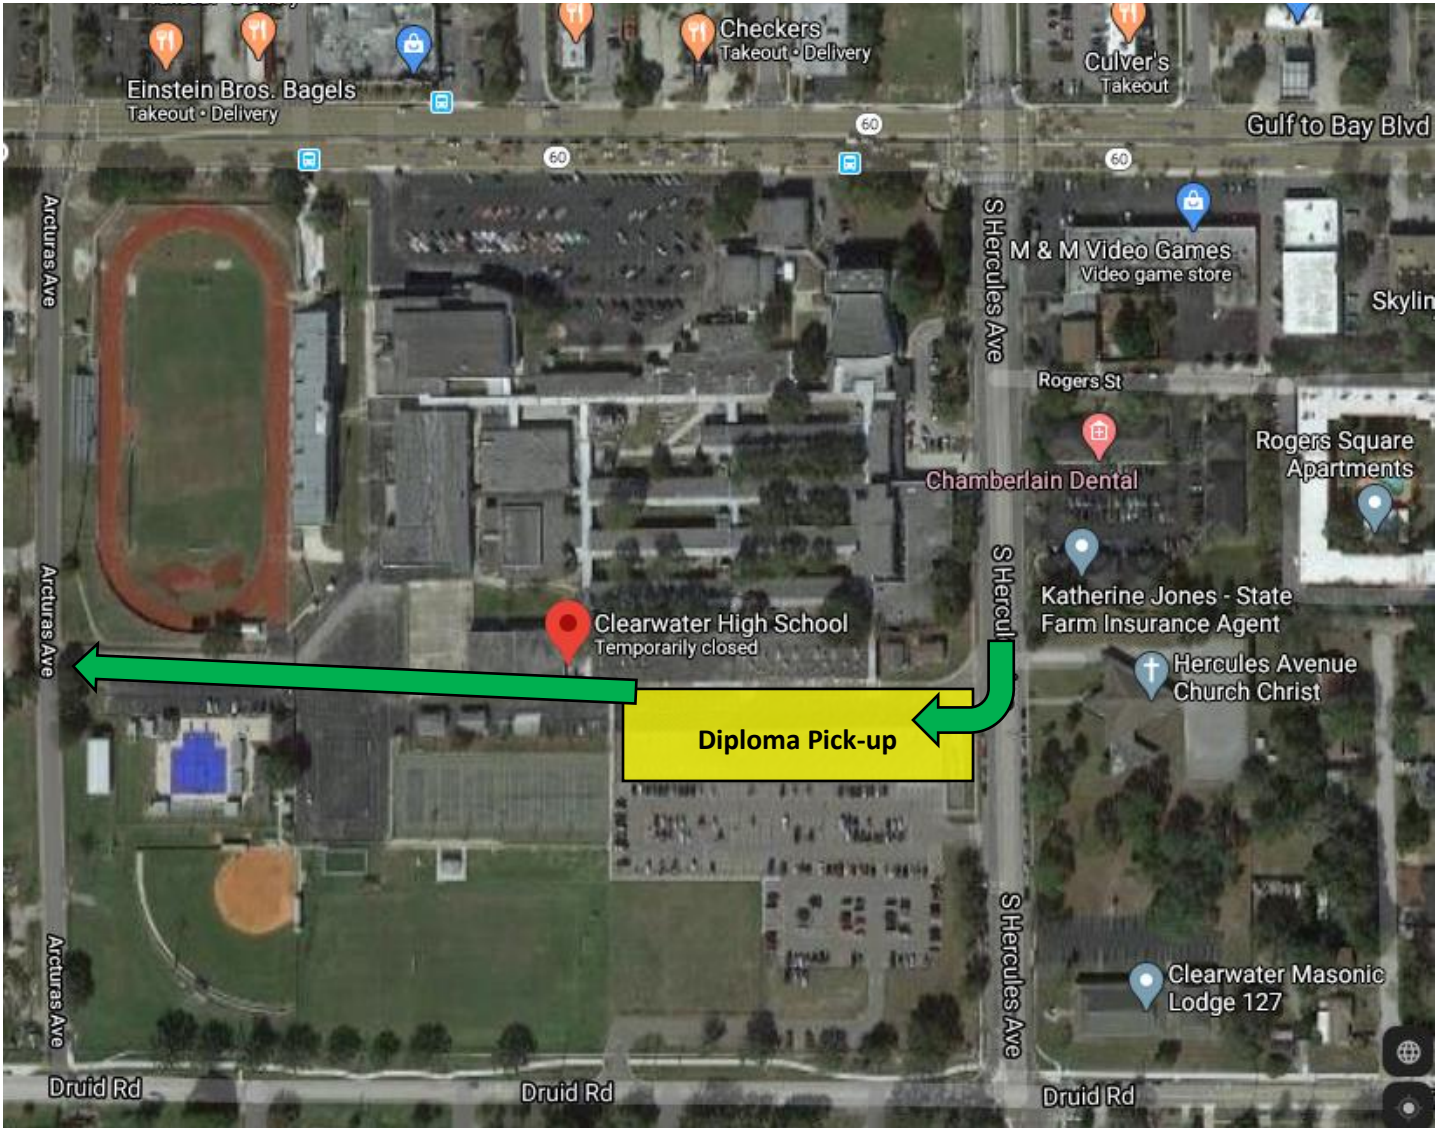 Checkers
Takeout • Delivery
Culver's
Takeout
Einstein Bros. Bagels
Takeout • Delivery
60
Gulf to Bay Blvd
60
60
Arcturas Ave
S Hercules Ave
M & M Video Games
Video game store
Skylin
Rogers St
Rogers Square
Apartments
Chamberlain Dental
Arcturas Ave
S Hercul
Katherine Jones - State
Farm Insurance Agent
Clearwater High School
Temporarily closed
Hercules Avenue
Church Christ
Diploma Pick-up
S Hercules Ave
Arcturas Ave
Clearwater Masonic
Lodge 127
Druid Rd
Druid Rd
Druid Rd